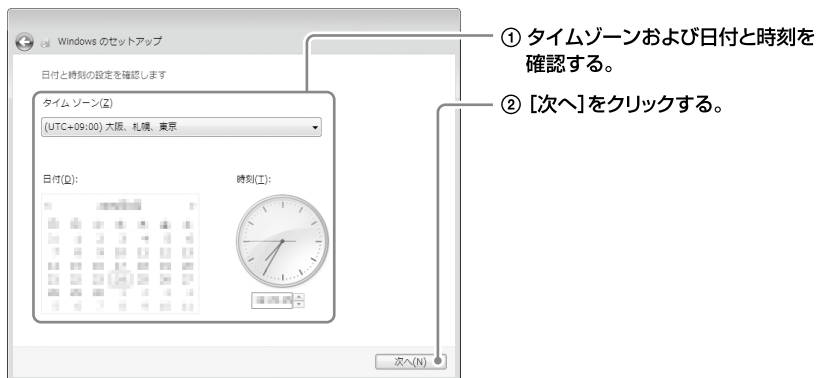 Windows のセットアップ
日付と時刻の設定を確認します
タイム ゾーン(Z)
(UTC+09:00) 大阪、札幌、東京
日付(D):
時刻(T):
次へ(N)
① タイムゾーンおよび日付と時刻を
確認する。
② [次へ]をクリックする。